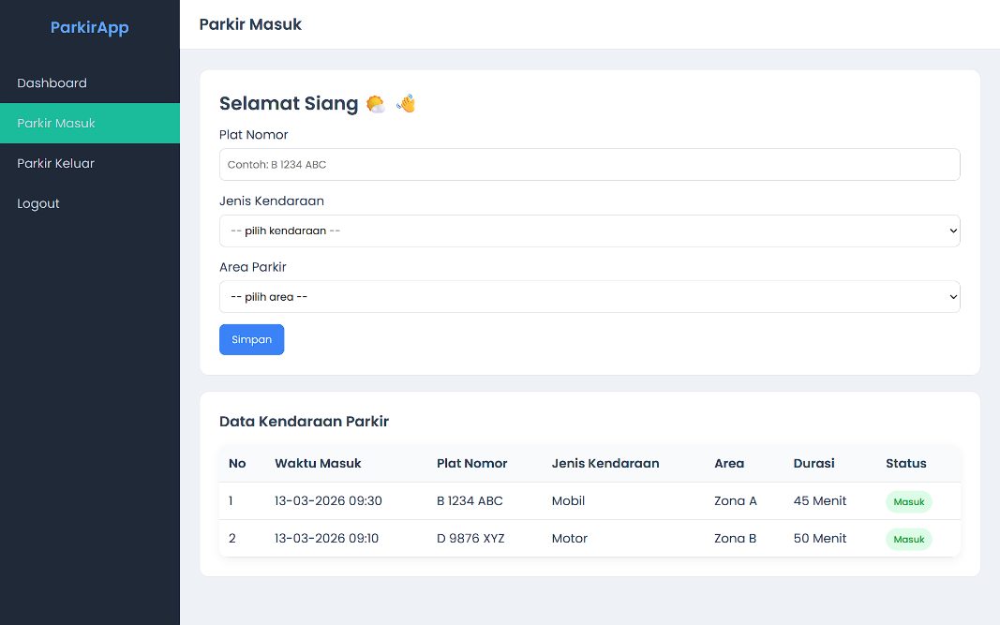 ParkirApp
Dashboard
Parkir Masuk
Parkir Keluar
Logout
Parkir Masuk
Selamat Siang 🌤️ 👋
Plat Nomor
Contoh: B 1234 ABC
Jenis Kendaraan
-- pilih kendaraan --
Area Parkir
-- pilih area --
Simpan
Data Kendaraan Parkir
No Waktu Masuk Plat Nomor Jenis Kendaraan Area Durasi Status
1 13-03-2026 09:30 B 1234 ABC Mobil Zona A 45 Menit Masuk
2 13-03-2026 09:10 D 9876 XYZ Motor Zona B 50 Menit Masuk